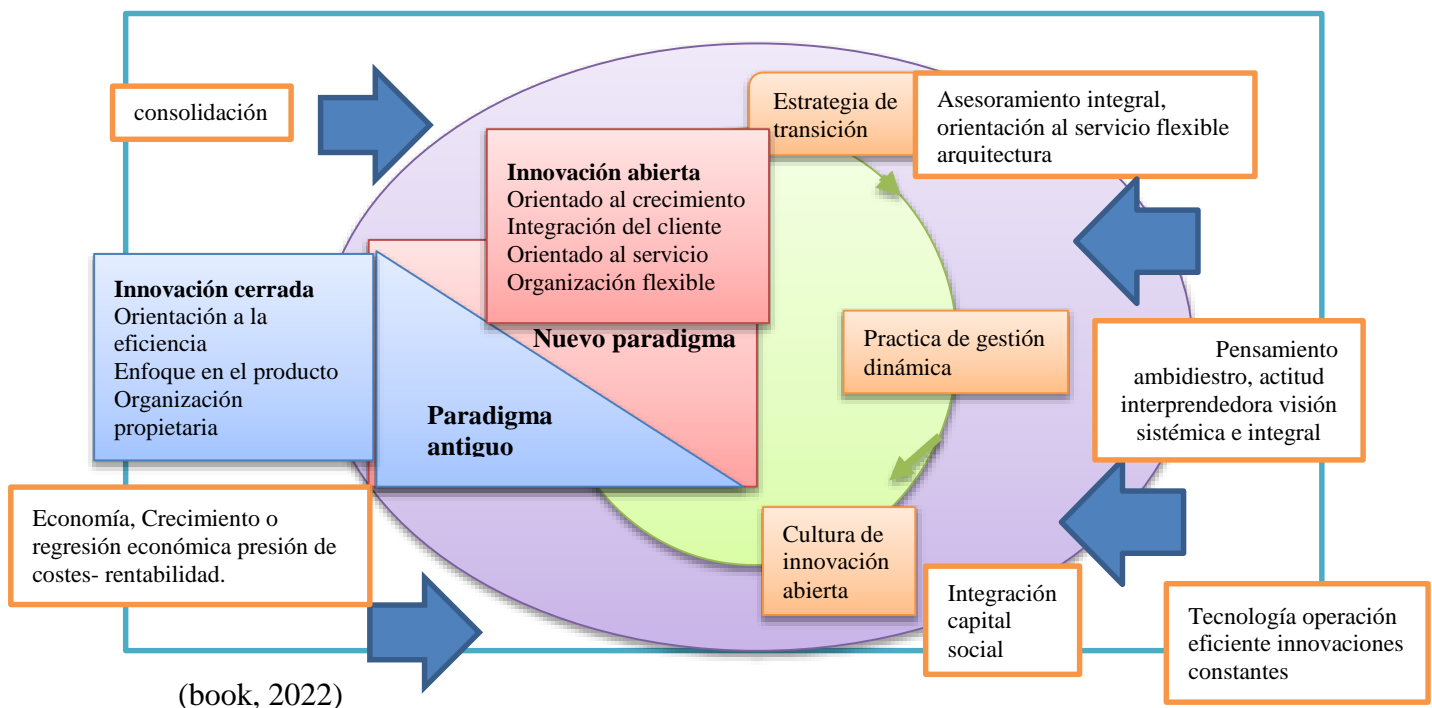 consolidación
Estrategia de
transición
Asesoramiento integral,
orientación al servicio flexible
arquitectura
Innovación abierta
Orientado al crecimiento
Integración del cliente
Orientado al servicio
Organización flexible
Innovación cerrada
Orientación a la
eficiencia
Enfoque en el producto
Organización
propietaria
Nuevo paradigma
Paradigma
antiguo
Practica de gestión
dinámica
Pensamiento
ambidiestro, actitud
interprendedora visión
sistémica e integral
Economía, Crecimiento o
regresión económica presión de
costes- rentabilidad.
Cultura de
innovación
abierta
Integración
capital
social
Tecnología operación
eficiente innovaciones
constantes
(book, 2022)